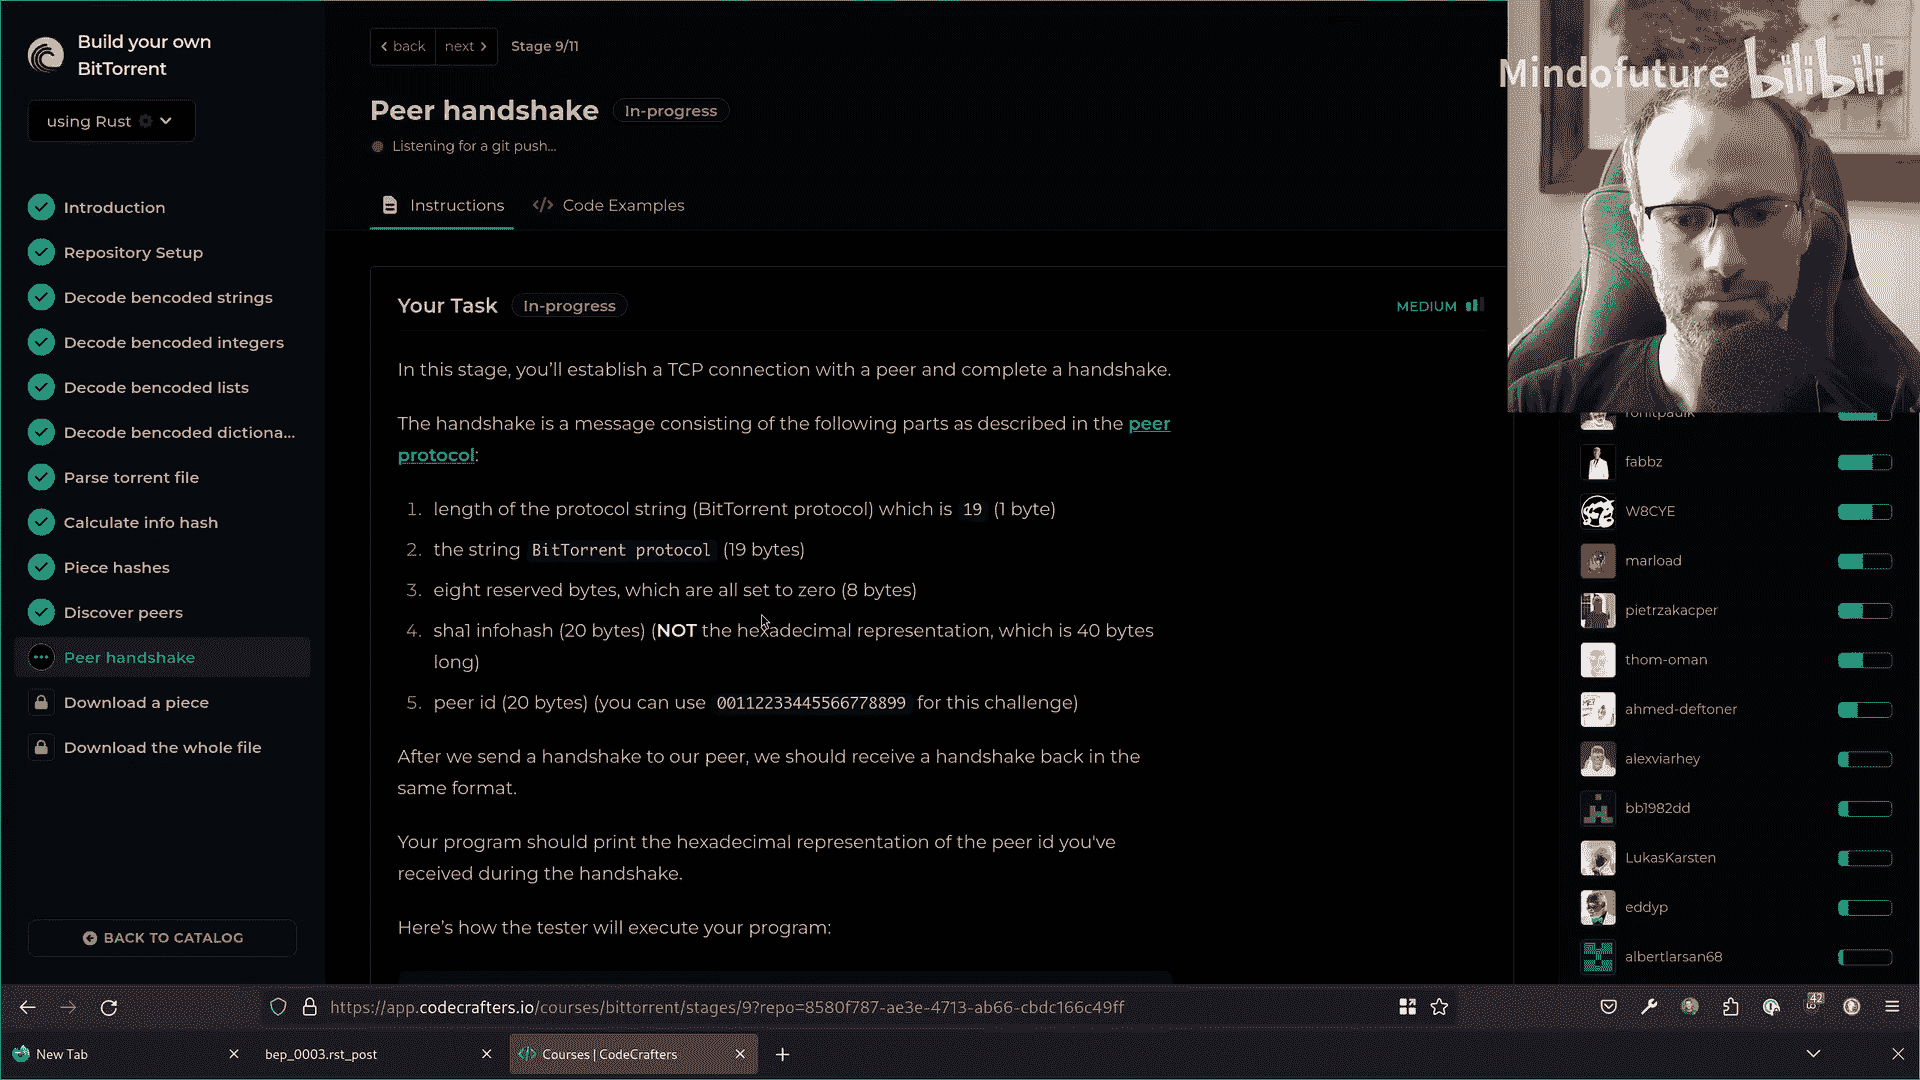 Build your own
BitTorrent
using Rust
Introduction
Repository Setup
Decode bencoded strings
Decode bencoded integers
Decode bencoded lists
Decode bencoded dictiona...
Parse torrent file
Calculate info hash
Piece hashes
Discover peers
Peer handshake
Download a piece
Download the whole file
BACK TO CATALOG
back next Stage 9/11
Peer handshake In-progress
Listening for a git push...
Instructions Code Examples
Your Task In-progress MEDIUM
In this stage, you'll establish a TCP connection with a peer and complete a handshake.
The handshake is a message consisting of the following parts as described in the peer
protocol:
1. length of the protocol string (BitTorrent protocol) which is 19 (1 byte)
2. the string BitTorrent protocol (19 bytes)
3. eight reserved bytes, which are all set to zero (8 bytes)
4. sha1 infohash (20 bytes) (NOT the hexadecimal representation, which is 40 bytes
long)
5. peer id (20 bytes) (you can use 00112233445566778899 for this challenge)
After we send a handshake to our peer, we should receive a handshake back in the
same format.
Your program should print the hexadecimal representation of the peer id you've
received during the handshake.
Here's how the tester will execute your program:
Mindofuture bilibili
fabbz
W8CYE
marload
pietrzakacper
thom-oman
ahmed-deftoner
alexviarhey
bb1982dd
LukasKarsten
eddyp
albertlarsan68
https://app.codecrafters.io/courses/bittorrent/stages/9?repo=8580f787-ae3e-4713-ab66-cbdc166c49ff
42
New Tab
bep_0003.rst_post
Courses | CodeCrafters